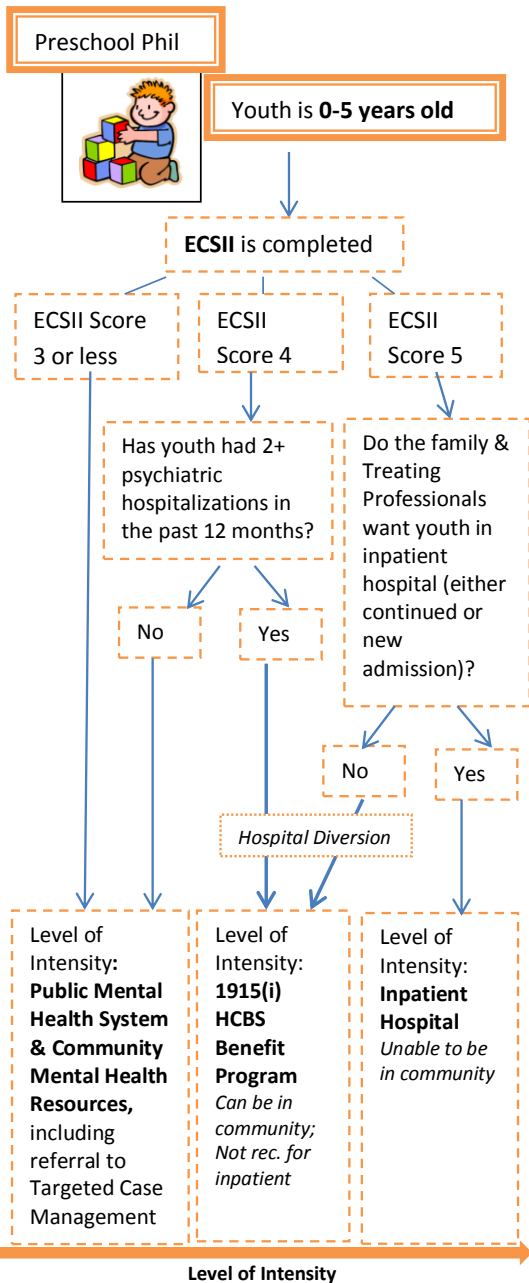 Preschool Phil
Youth is 0-5 years old
ECSII is completed
ECSII Score
3 or less
ECSII
Score 4
ECSII
Score 5
Has youth had 2+
psychiatric
hospitalizations in
the past 12 months?
Do the family &
Treating
Professionals
want youth in
inpatient
hospital (either
continued or
new
admission)?
No
Yes
No
Yes
Hospital Diversion
Level of
Intensity:
Public Mental
Health System
& Community
Mental Health
Resources,
including
referral to
Targeted Case
Management
Level of
Intensity:
1915(i)
HCBS
Benefit
Program
Can be in
community;
Not rec. for
inpatient
Level of
Intensity:
Inpatient
Hospital
Unable to be
in community
Level of Intensity